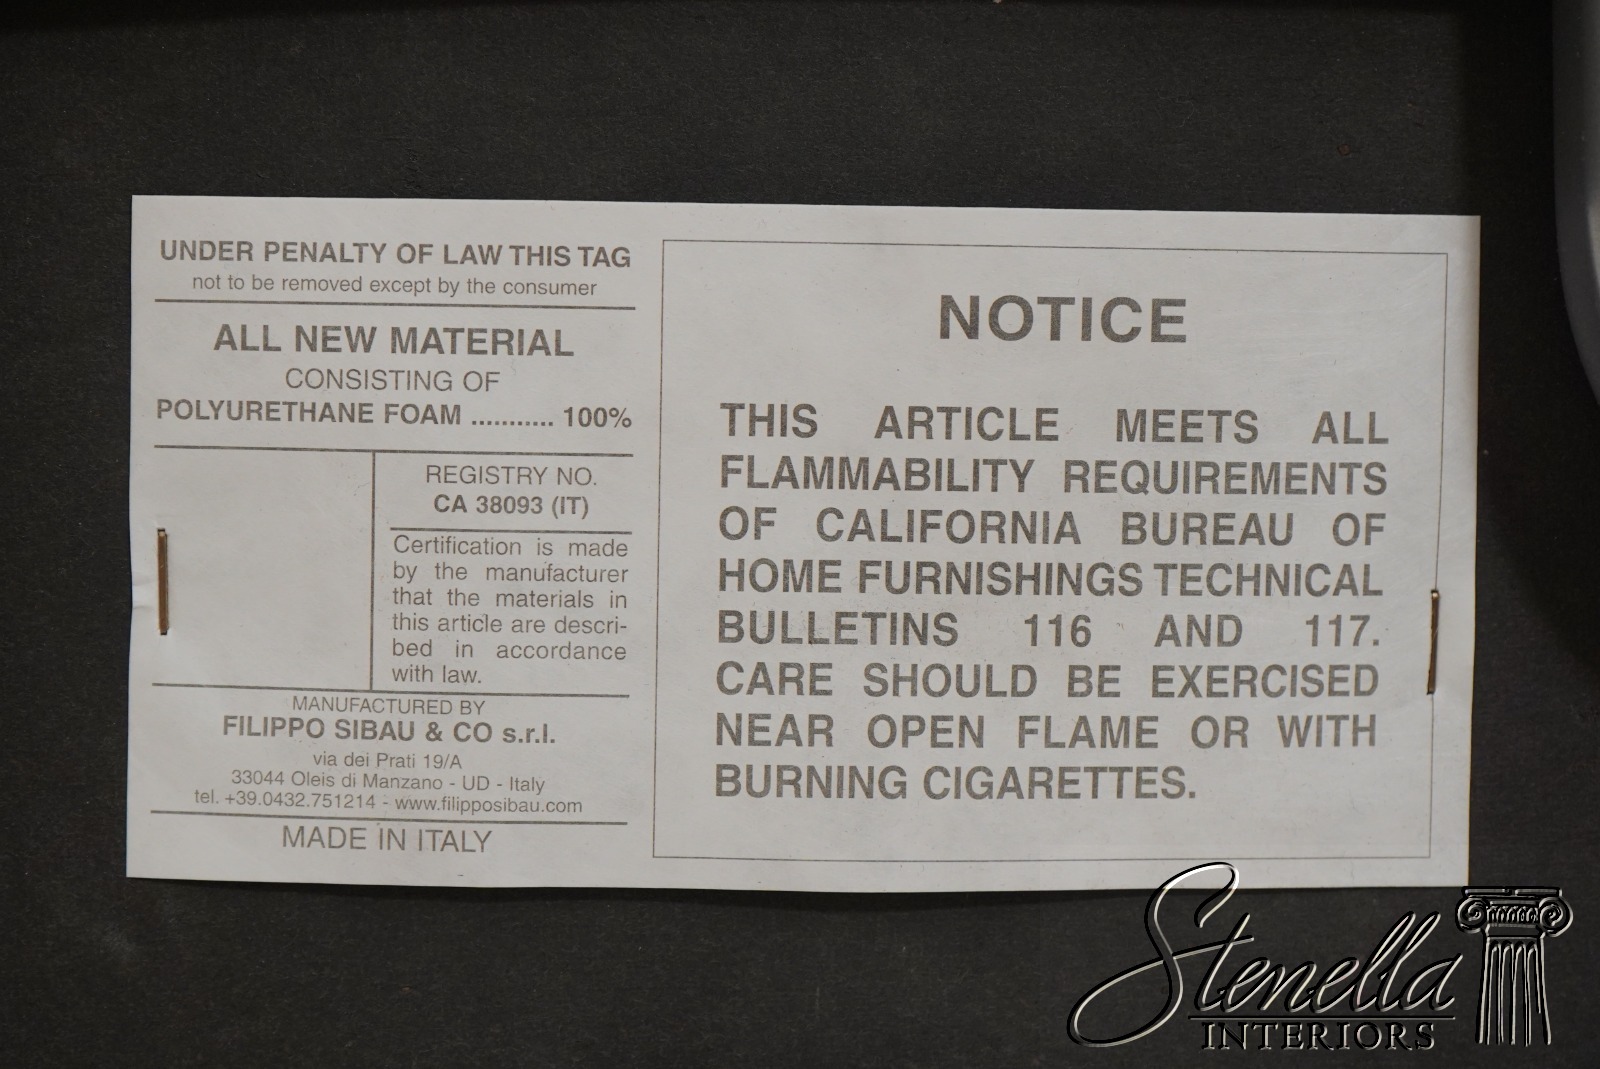 UNDER PENALTY OF LAW THIS TAG
not to be removed except by the consumer
ALL NEW MATERIAL
CONSISTING OF
POLYURETHANE FOAM ........... 100%
REGISTRY NO.
CA 38093 (IT)
Certification is made
by the manufacturer
that the materials in
this article are descri-
bed in accordance
with law.
MANUFACTURED BY
FILIPPO SIBAU & CO s.r.l.
via dei Prati 19/A
33044 Oleis di Manzano - UD - Italy
tel. +39.0432.751214 - www.filipposibau.com
MADE IN ITALY
NOTICE
THIS ARTICLE MEETS ALL
FLAMMABILITY REQUIREMENTS
OF CALIFORNIA BUREAU OF
HOME FURNISHINGS TECHNICAL
BULLETINS 116 AND 117.
CARE SHOULD BE EXERCISED
NEAR OPEN FLAME OR WITH
BURNING CIGARETTES.
Stenella
INTERIORS